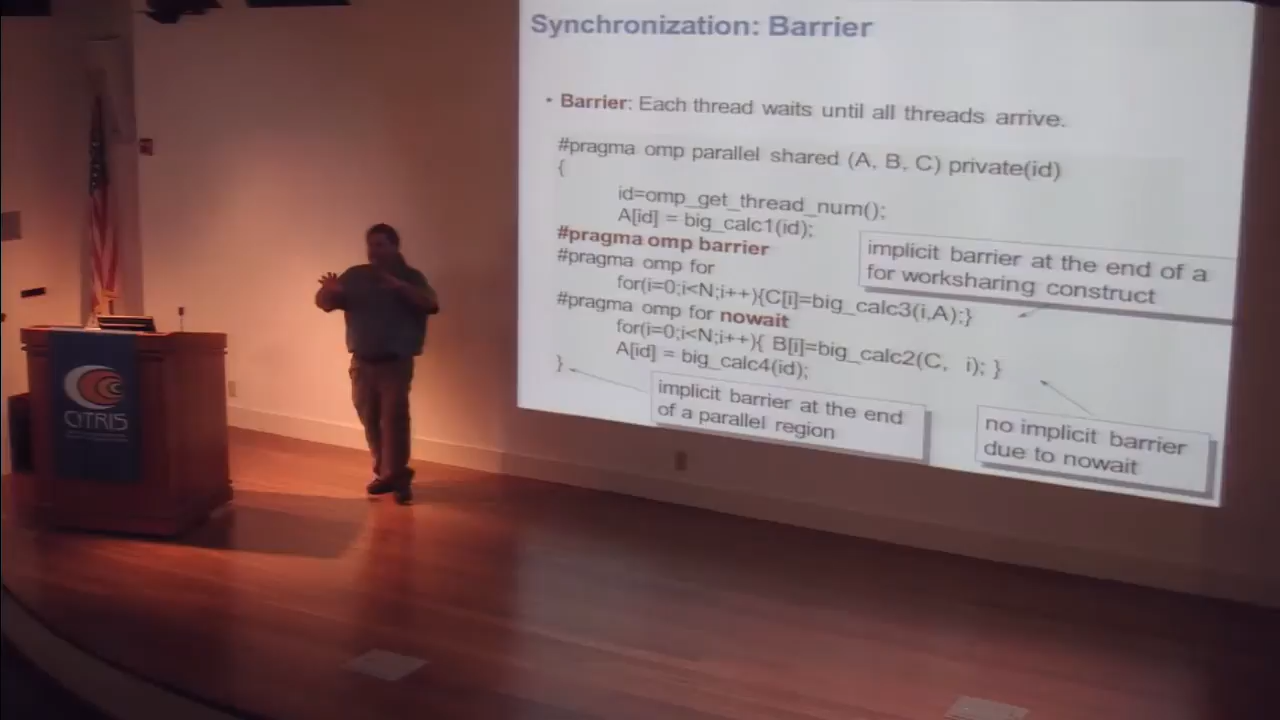 Synchronization: Barrier
• Barrier: Each thread waits until all threads arrive.
#pragma omp parallel shared (A, B, C) private(id)
{
id=omp_get_thread_num();
A[id] = big_calc1(id);
#pragma omp barrier
#pragma omp for
for(i=0;i<N;i++){C[i]=big_calc3(i,A);}
#pragma omp for nowait
for(i=0;i<N;i++){ B[i]=big_calc2(C, i); }
A[id] = big_calc4(id);
}
implicit barrier at the end of a
for worksharing construct
implicit barrier at the end
of a parallel region
no implicit barrier
due to nowait
CITRIS